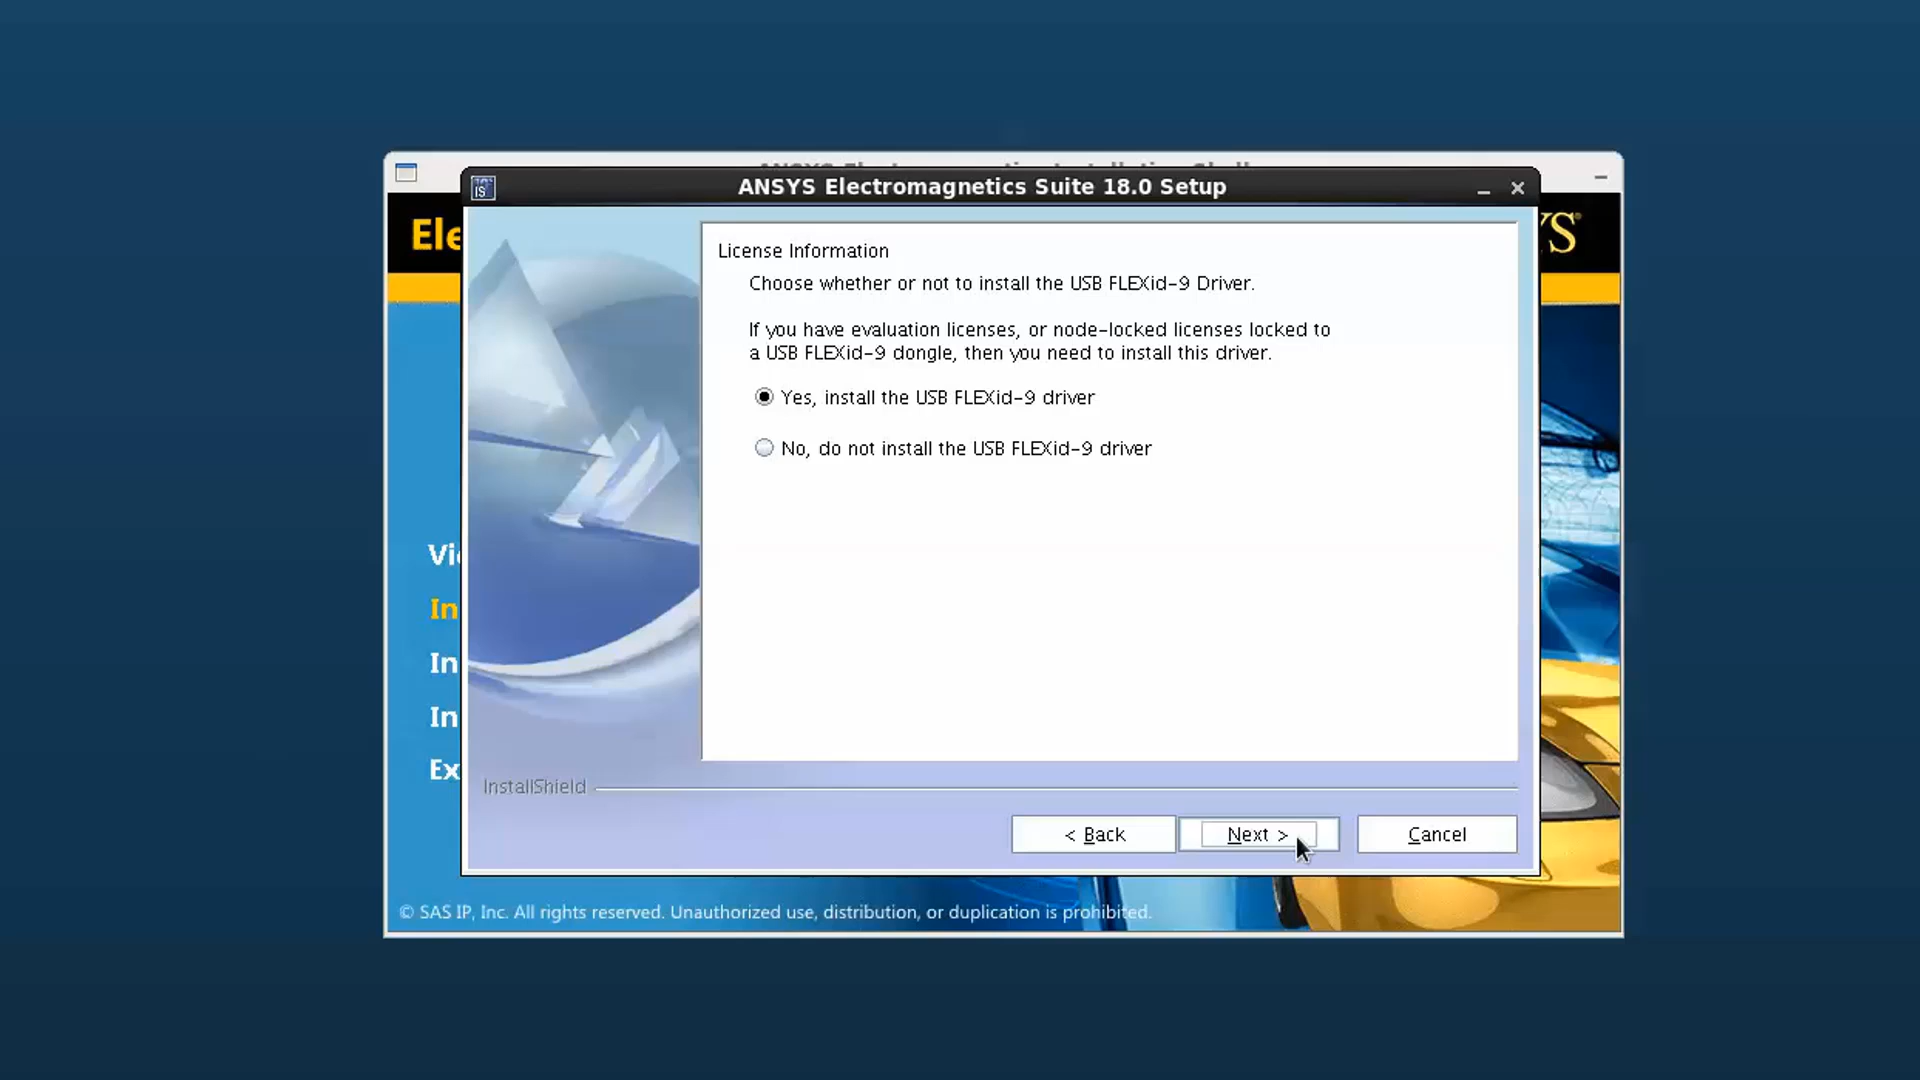 ANSYS Electromagnetics Suite 18.0 Setup
Ele
YS
License Information
Choose whether or not to install the USB FLEXid-9 Driver.
If you have evaluation licenses, or node-locked licenses locked to
a USB FLEXid-9 dongle, then you need to install this driver.
Yes, install the USB FLEXid-9 driver
No, do not install the USB FLEXid-9 driver
In
In
In
InstallShield
< Back
Next >
Cancel
© SAS IP, Inc. All rights reserved. Unauthorized use, distribution, or duplication is prohibited.